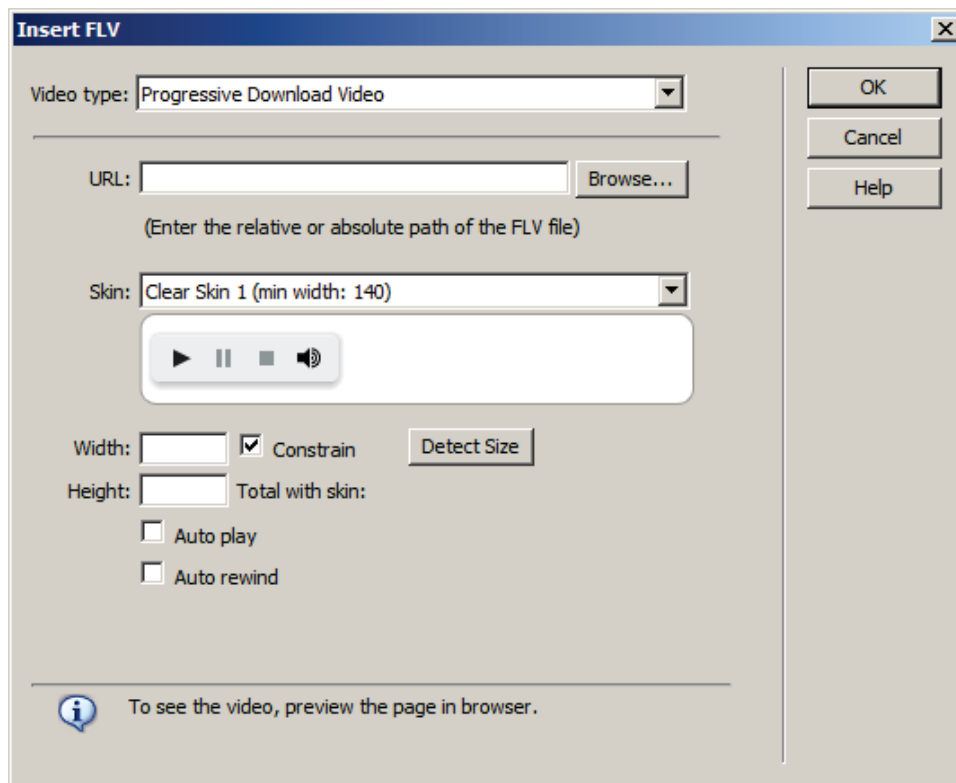 Insert FLV
Video type: Progressive Download Video
OK
Cancel
URL: Browse...
Help
(Enter the relative or absolute path of the FLV file)
Skin: Clear Skin 1 (min width: 140)
Width: Constrain Detect Size
Height: Total with skin:
Auto play
Auto rewind
To see the video, preview the page in browser.